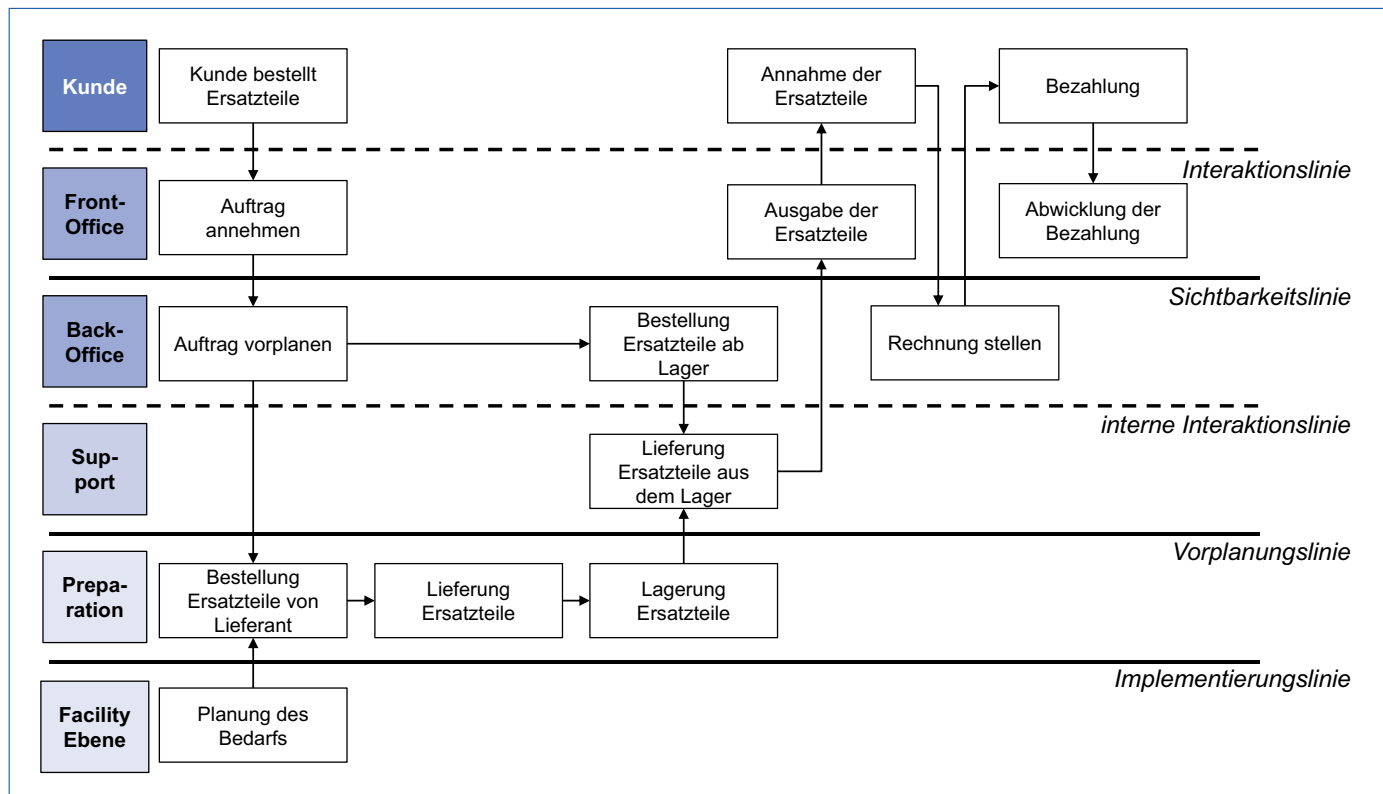 Kunde
Kunde bestellt
Ersatzteile
Annahme der
Ersatzteile
Bezahlung
Interaktionslinie
Front-
Office
Auftrag
annehmen
Ausgabe der
Ersatzteile
Abwicklung der
Bezahlung
Sichtbarkeitslinie
Back-
Office
Auftrag vorplanen
Bestellung
Ersatzteile ab
Lager
Rechnung stellen
interne Interaktionslinie
Sup-
port
Lieferung
Ersatzteile aus
dem Lager
Vorplanungslinie
Prepa-
ration
Bestellung
Ersatzteile von
Lieferant
Lieferung
Ersatzteile
Lagerung
Ersatzteile
Implementierungslinie
Facility
Ebene
Planung des
Bedarfs